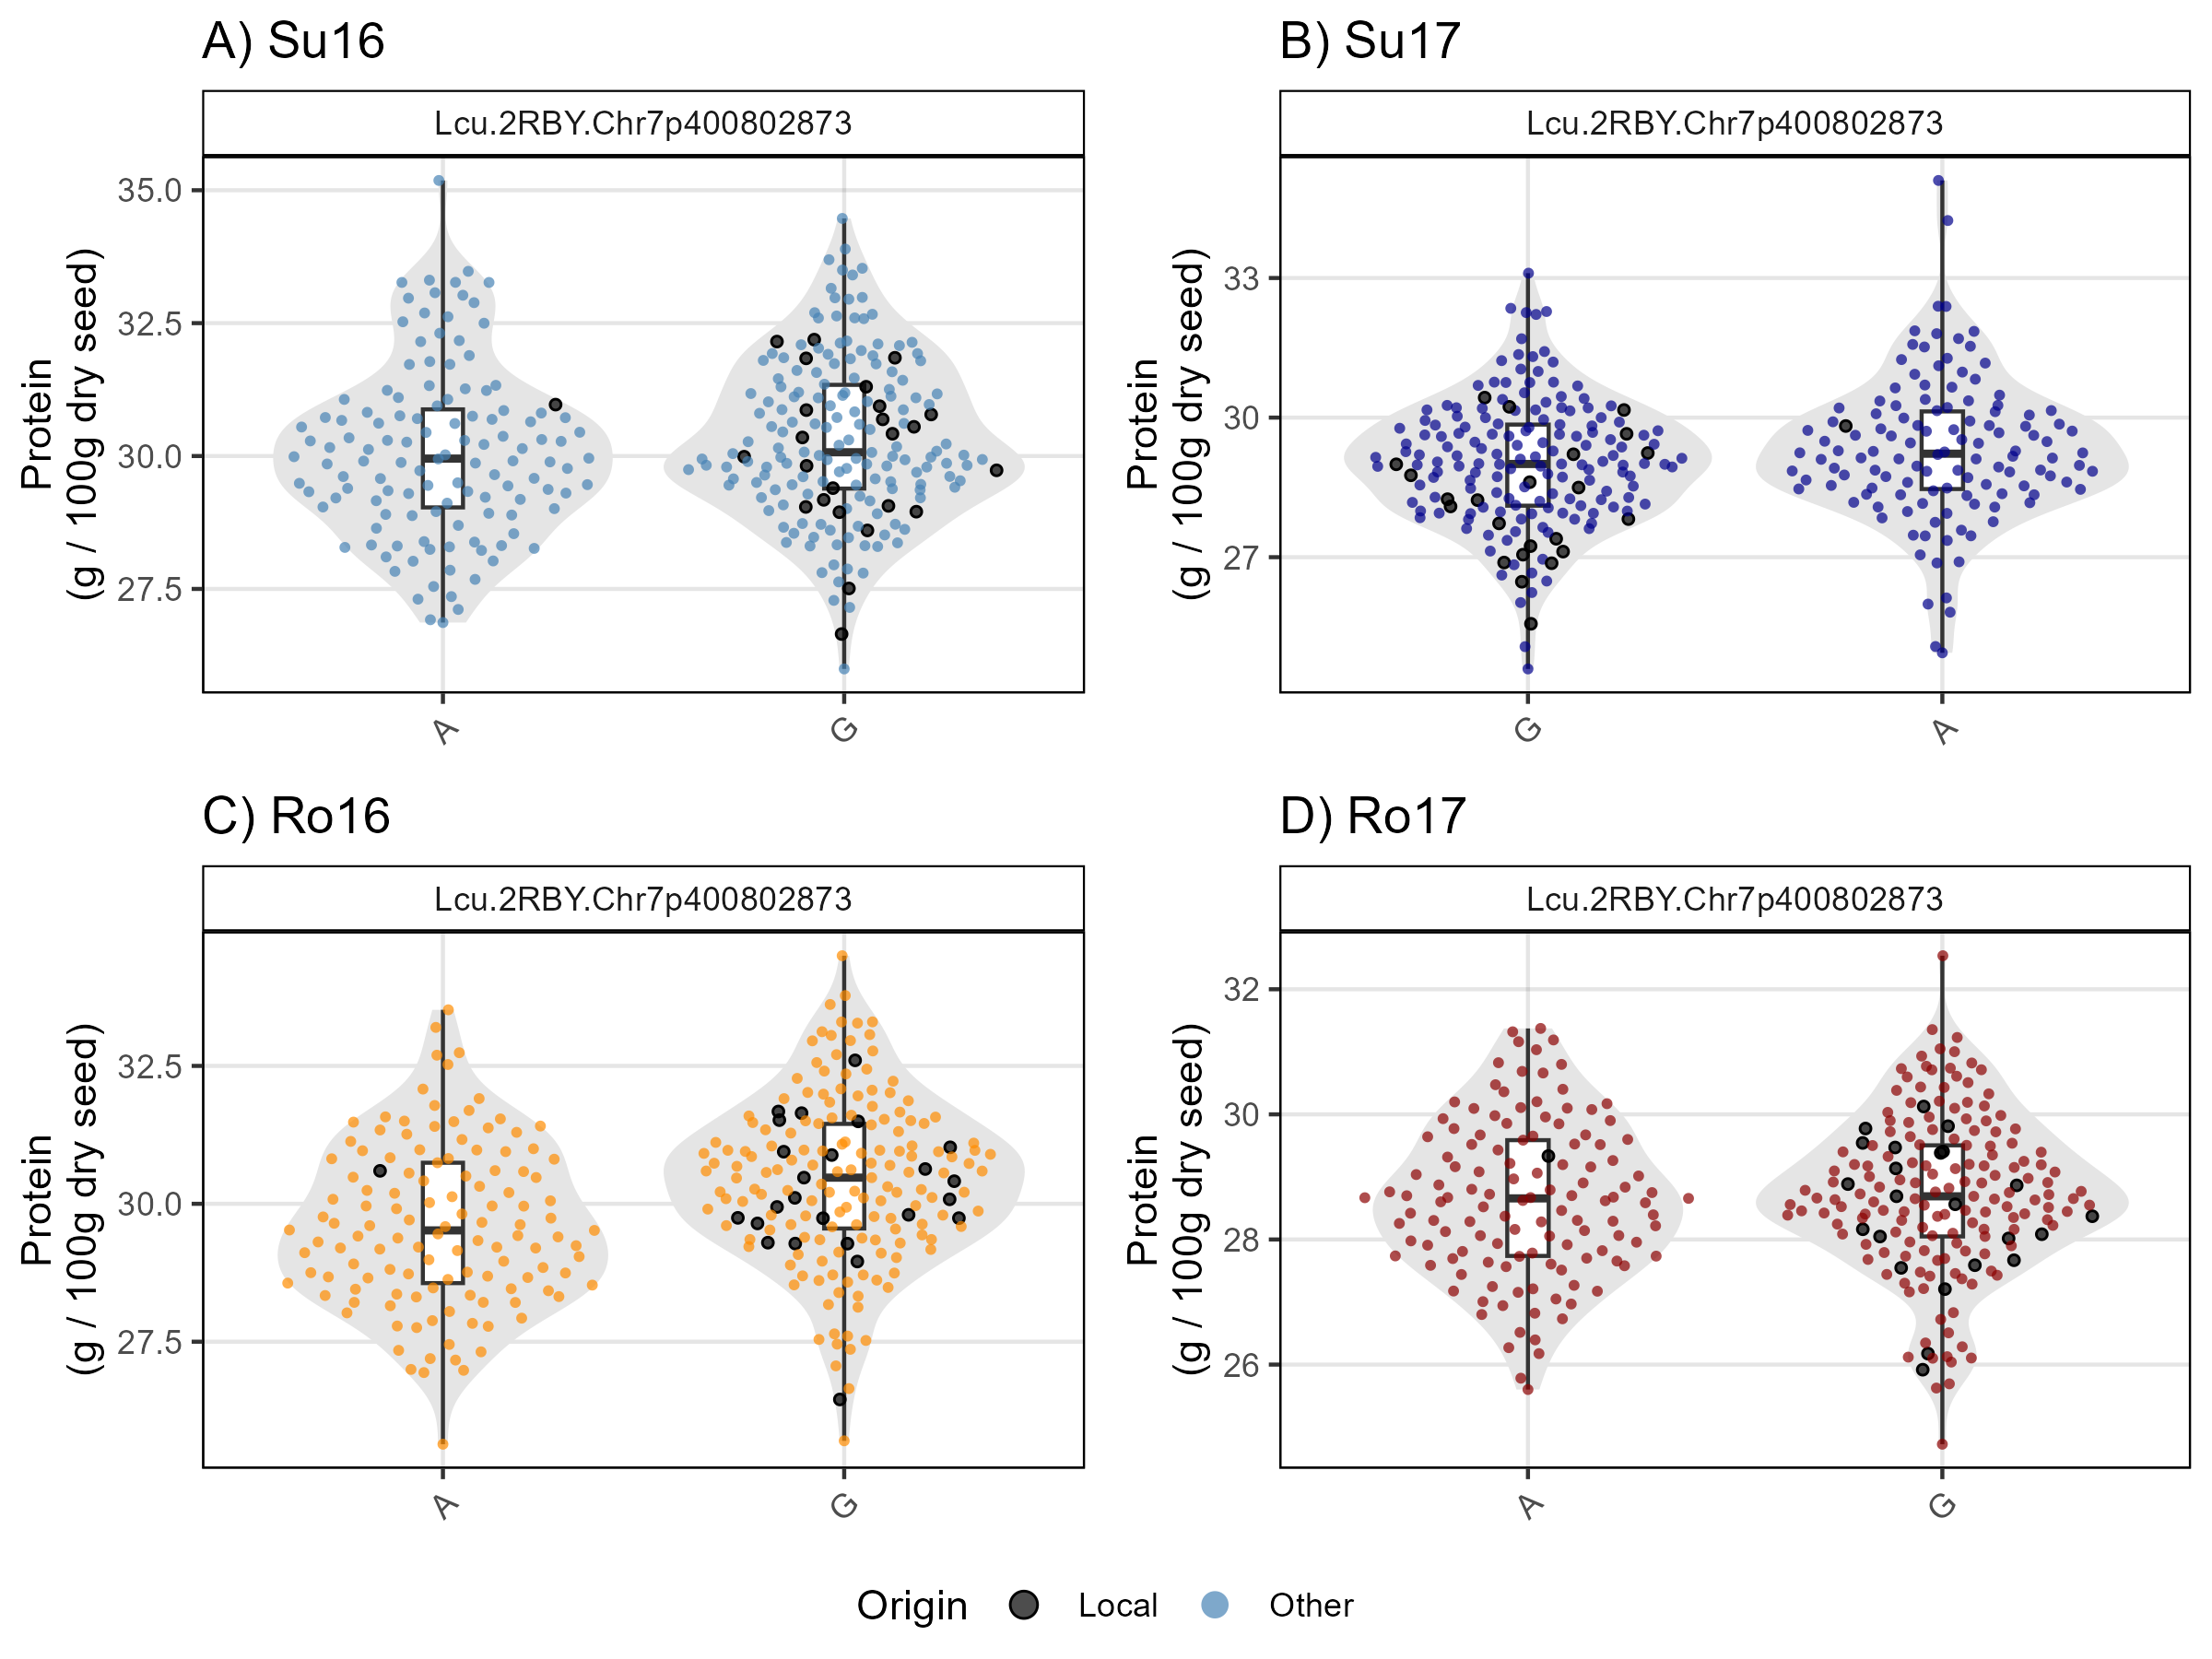 A) Su16
Lcu.2RBY.Chr7p400802873
Protein
(g / 100g dry seed)
35.0
32.5
30.0
27.5
A
G
B) Su17
Lcu.2RBY.Chr7p400802873
Protein
(g / 100g dry seed)
33
30
27
G
A
C) Ro16
Lcu.2RBY.Chr7p400802873
Protein
(g / 100g dry seed)
32.5
30.0
27.5
A
G
D) Ro17
Lcu.2RBY.Chr7p400802873
Protein
(g / 100g dry seed)
32
30
28
26
A
G
Origin Local Other